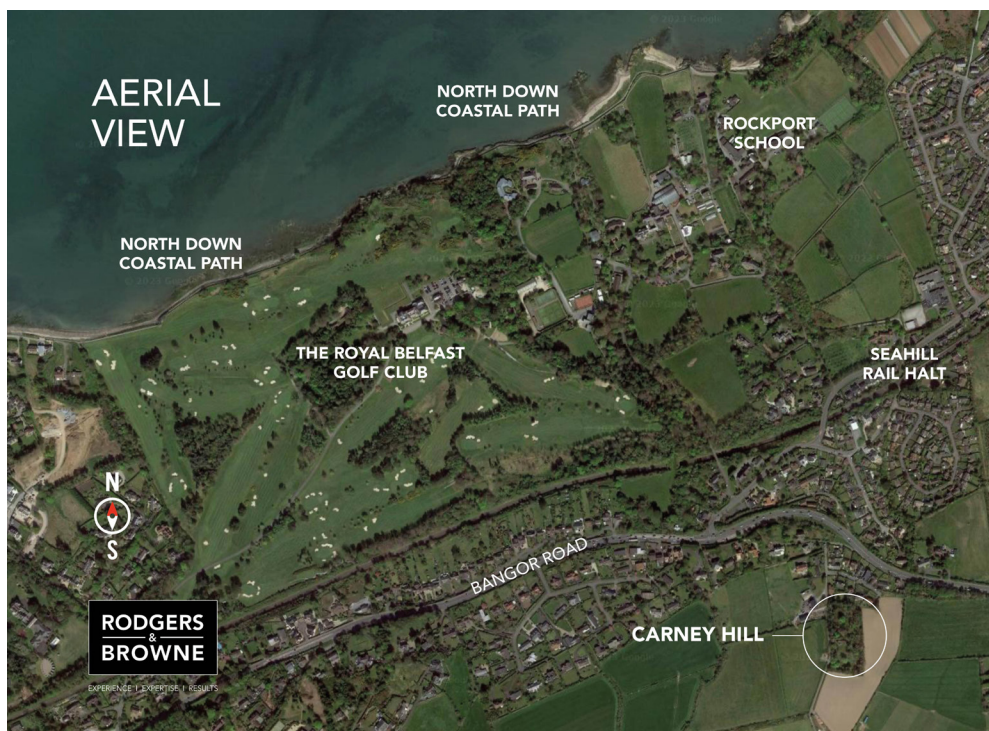 AERIAL
VIEW
NORTH DOWN
COASTAL PATH
ROCKPORT
SCHOOL
NORTH DOWN
COASTAL PATH
THE ROYAL BELFAST
GOLF CLUB
SEAHILL
RAIL HALT
N
S
BANGOR ROAD
CARNEY HILL
RODGERS
&
BROWNE
EXPERIENCE | EXPERTISE | RESULTS